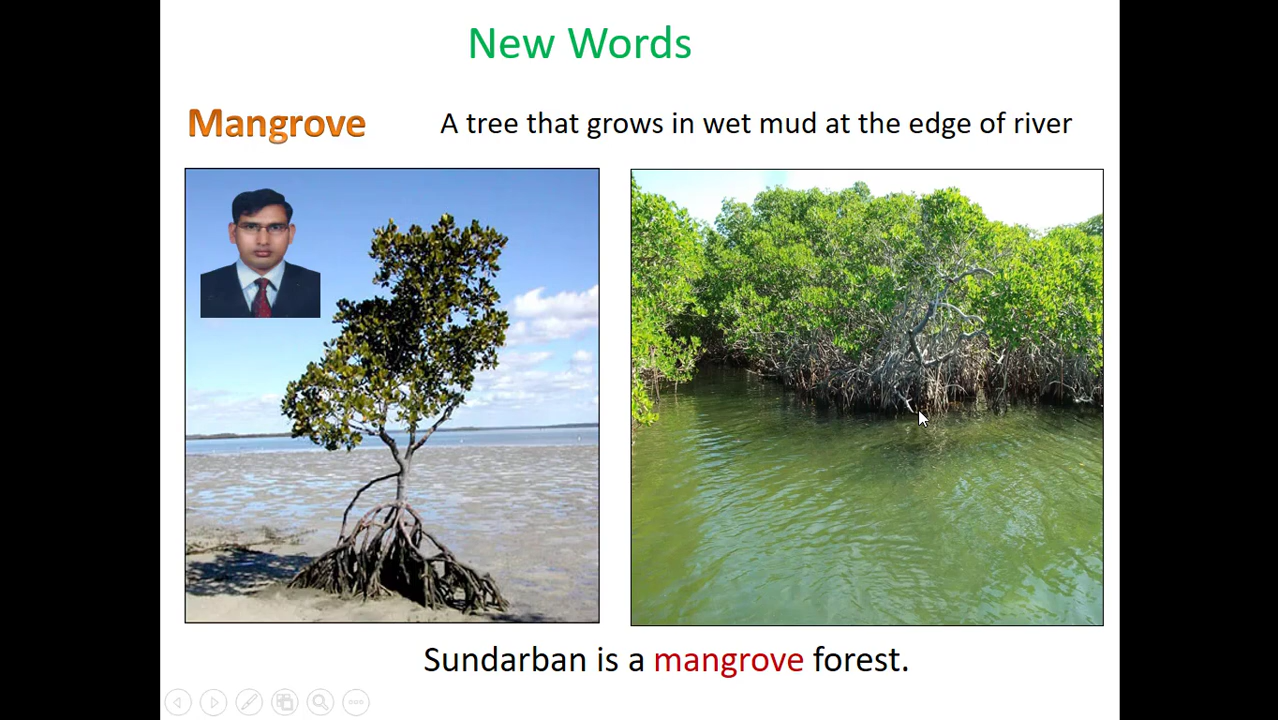 New Words
Mangrove
A tree that grows in wet mud at the edge of river
Sundarban is a mangrove forest.